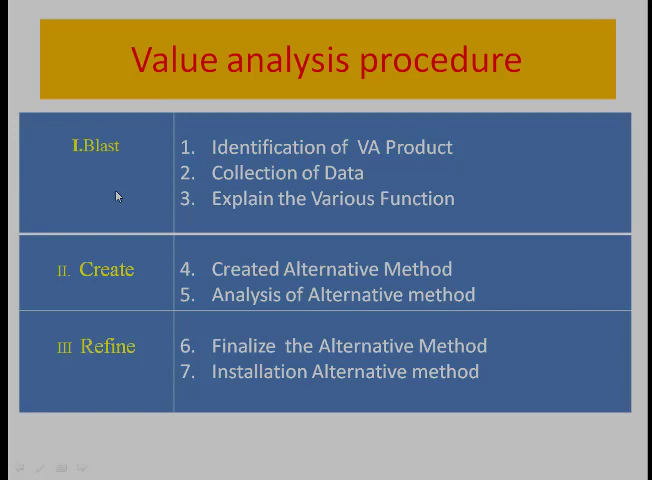 Value analysis procedure
I.Blast
1. Identification of VA Product
2. Collection of Data
3. Explain the Various Function
II. Create
4. Created Alternative Method
5. Analysis of Alternative method
III Refine
6. Finalize the Alternative Method
7. Installation Alternative method